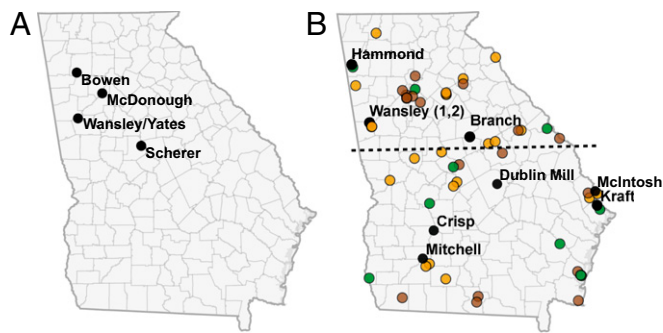 A
Bowen
McDonough
Wansley/Yates
Scherer
B
Hammond
Wansley (1,2)
Branch
Dublin Mill
McIntosh
Kraft
Crisp
Mitchell